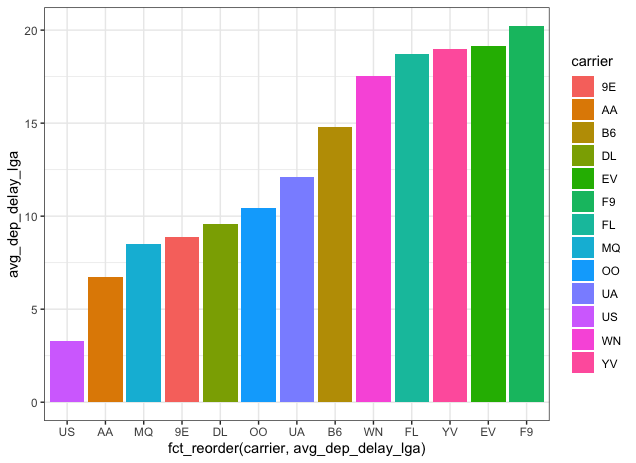 avg_dep_delay_lga
20
15
10
5
0
US AA MQ 9E DL OO UA B6 WN FL YV EV F9
fct_reorder(carrier, avg_dep_delay_lga)
carrier
9E
AA
B6
DL
EV
F9
FL
MQ
OO
UA
US
WN
YV